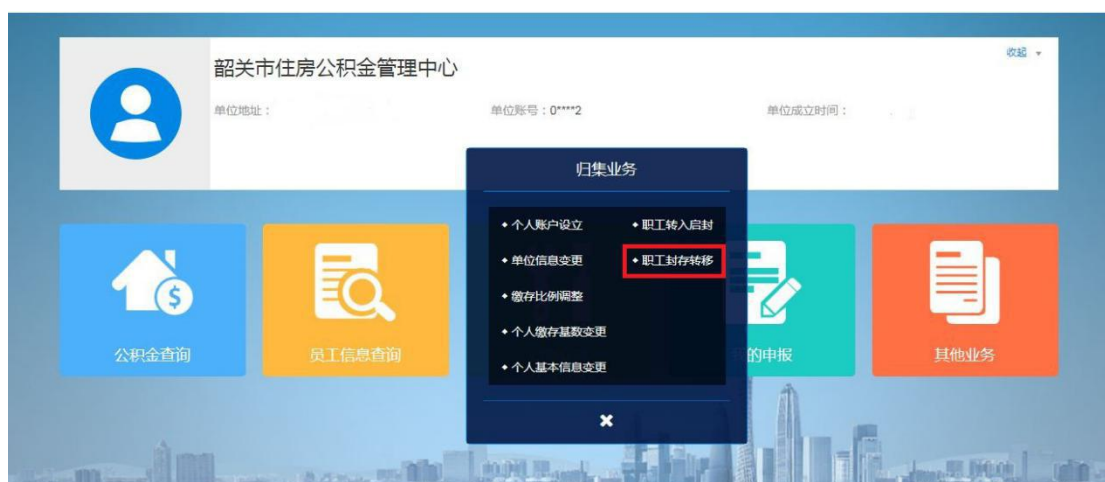 韶关市住房公积金管理中心
收起
单位地址：
单位账号：0****2
单位成立时间：
归集业务
个人账户设立
职工转入启封
单位信息变更
职工封存转移
缴存比例调整
个人缴存基数变更
个人基本信息变更
公积金查询
员工信息查询
的申报
其他业务